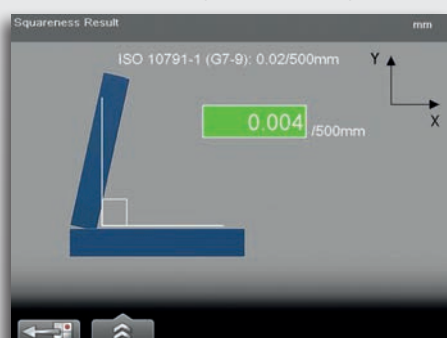 Squareness Result mm
ISO 10791-1 (G7-9): 0.02/500mm
Y
0.004 /500mm
X